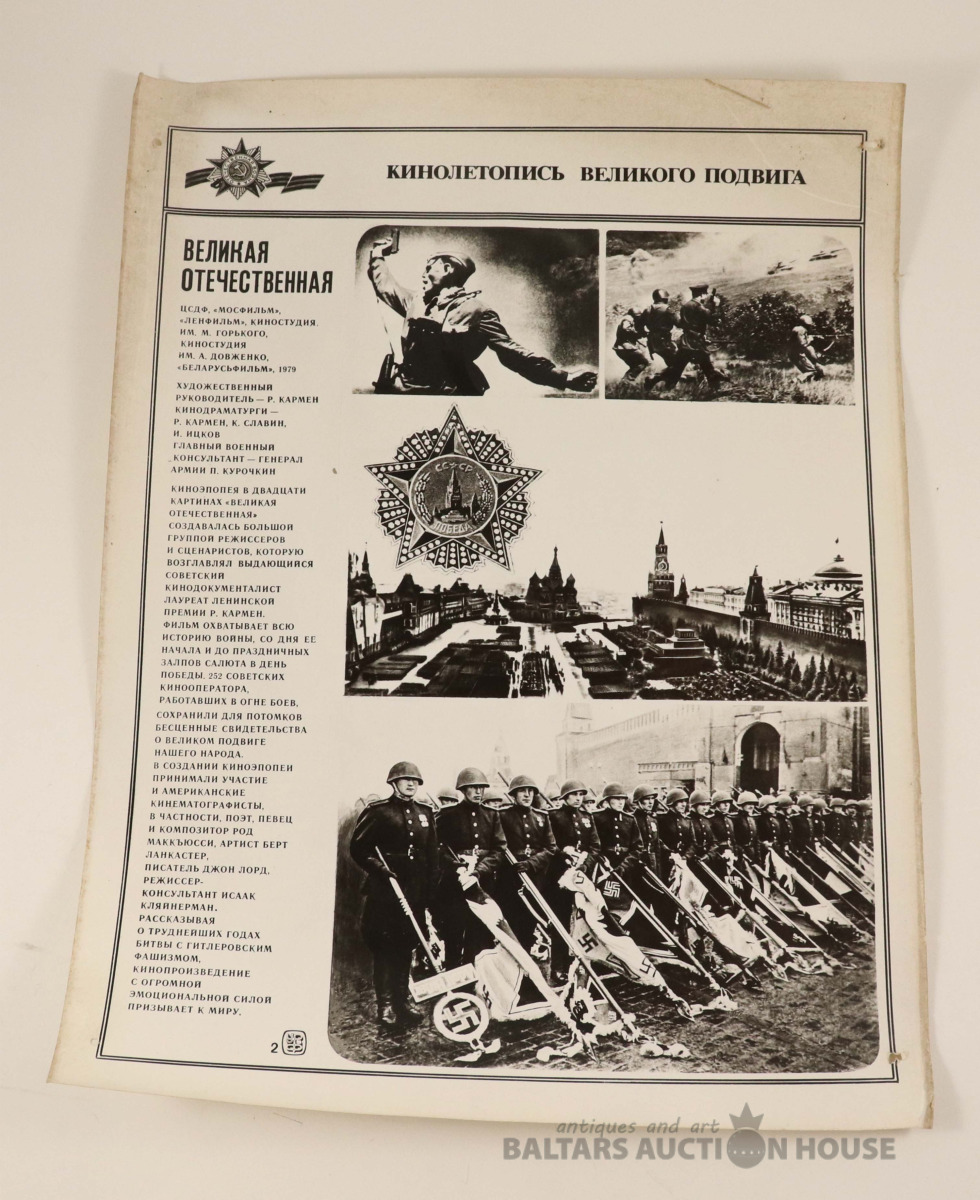 КИНОЛЕТОПИСЬ ВЕЛИКОГО ПОДВИГА
ВЕЛИКАЯ
ОТЕЧЕСТВЕННАЯ
ЦСДФ, «МОСФИЛЬМ»,
«ЛЕНФИЛЬМ», КИНОСТУДИЯ.
ИМ. М. ГОРЬКОГО,
КИНОСТУДИЯ
ИМ. А. ДОВЖЕНКО,
«БЕЛАРУСЬФИЛЬМ», 1979
ХУДОЖЕСТВЕННЫЙ
РУКОВОДИТЕЛЬ — Р. КАРМЕН
КИНОДРАМАТУРГИ —
Р. КАРМЕН, К. СЛАВИН,
И. ИЦКОВ
ГЛАВНЫЙ ВОЕННЫЙ
КОНСУЛЬТАНТ — ГЕНЕРАЛ
АРМИИ П. КУРОЧКИН
КИНОЭПОПЕЯ В ДВАДЦАТИ
КАРТИНАХ «ВЕЛИКАЯ
ОТЕЧЕСТВЕННАЯ»
СОЗДАВАЛАСЬ БОЛЬШОЙ
ГРУППОЙ РЕЖИССЕРОВ
И СЦЕНАРИСТОВ, КОТОРУЮ
ВОЗГЛАВЛЯЛ ВЫДАЮЩИЙСЯ
СОВЕТСКИЙ
КИНОДОКУМЕНТАЛИСТ
ЛАУРЕАТ ЛЕНИНСКОЙ
ПРЕМИИ Р. КАРМЕН.
ФИЛЬМ ОХВАТЫВАЕТ ВСЮ
ИСТОРИЮ ВОЙНЫ, СО ДНЯ ЕЕ
НАЧАЛА И ДО ПРАЗДНИЧНЫХ
ЗАЛПОВ САЛЮТА В ДЕНЬ
ПОБЕДЫ. 252 СОВЕТСКИХ
КИНООПЕРАТОРА,
РАБОТАВШИХ В ОГНЕ БОЕВ,
СОХРАНИЛИ ДЛЯ ПОТОМКОВ
БЕСЦЕННЫЕ СВИДЕТЕЛЬСТВА
О ВЕЛИКОМ ПОДВИГЕ
НАШЕГО НАРОДА.
В СОЗДАНИИ КИНОЭПОПЕИ
ПРИНИМАЛИ УЧАСТИЕ
И АМЕРИКАНСКИЕ
КИНЕМАТОГРАФИСТЫ,
В ЧАСТНОСТИ, ПОЭТ, ПЕВЕЦ
И КОМПОЗИТОР РОД
МАККЪЮССИ, АРТИСТ БЕРТ
ЛАНКАСТЕР,
ПИСАТЕЛЬ ДЖОН ЛОРД,
РЕЖИССЕР-
КОНСУЛЬТАНТ ИСААК
КЛЯЙНЕРМАН.
РАССКАЗЫВАЯ
О ТРУДНЕЙШИХ ГОДАХ
БИТВЫ С ГИТЛЕРОВСКИМ
ФАШИЗМОМ,
КИНОПРОИЗВЕДЕНИЕ
С ОГРОМНОЙ
ЭМОЦИОНАЛЬНОЙ СИЛОЙ
ПРИЗЫВАЕТ К МИРУ.
2
СССР
ПОБЕДА
antiques and art
BALTARS AUCTION HOUSE